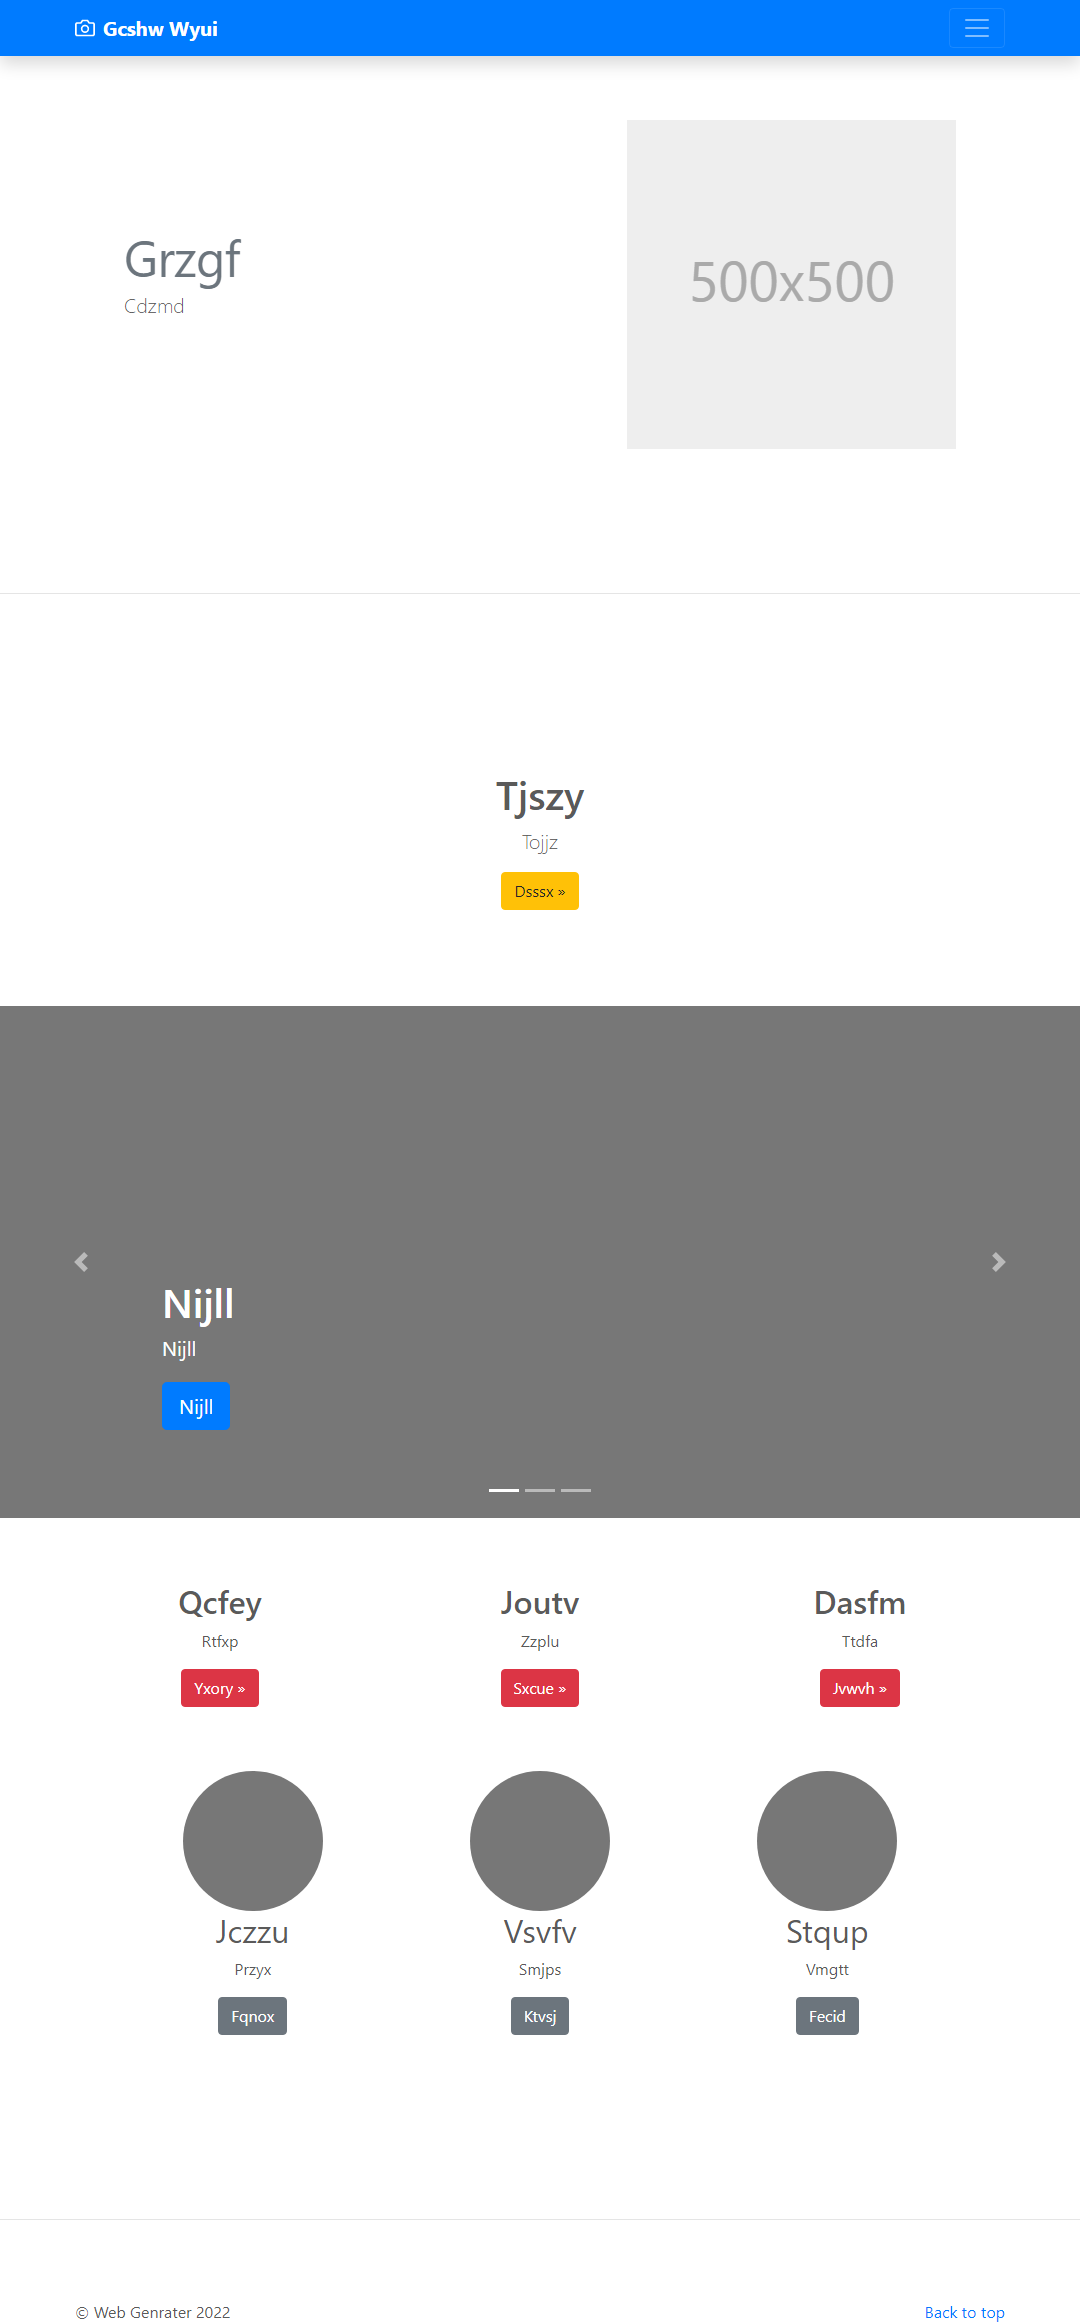 Gcshw Wyui
Grzgf
Cdzmd
500x500
Tjszy
Tojjz
Dsssx »
Nijll
Nijll
Nijll
Qcfey
Rtfxp
Yxory »
Joutv
Zzplu
Sxcue »
Dasfm
Ttdfa
Jvwvh »
Jczzu
Przyx
Fqnox
Vsvfv
Smjps
Ktvsj
Stqup
Vmgtt
Fecid
© Web Genrater 2022
Back to top